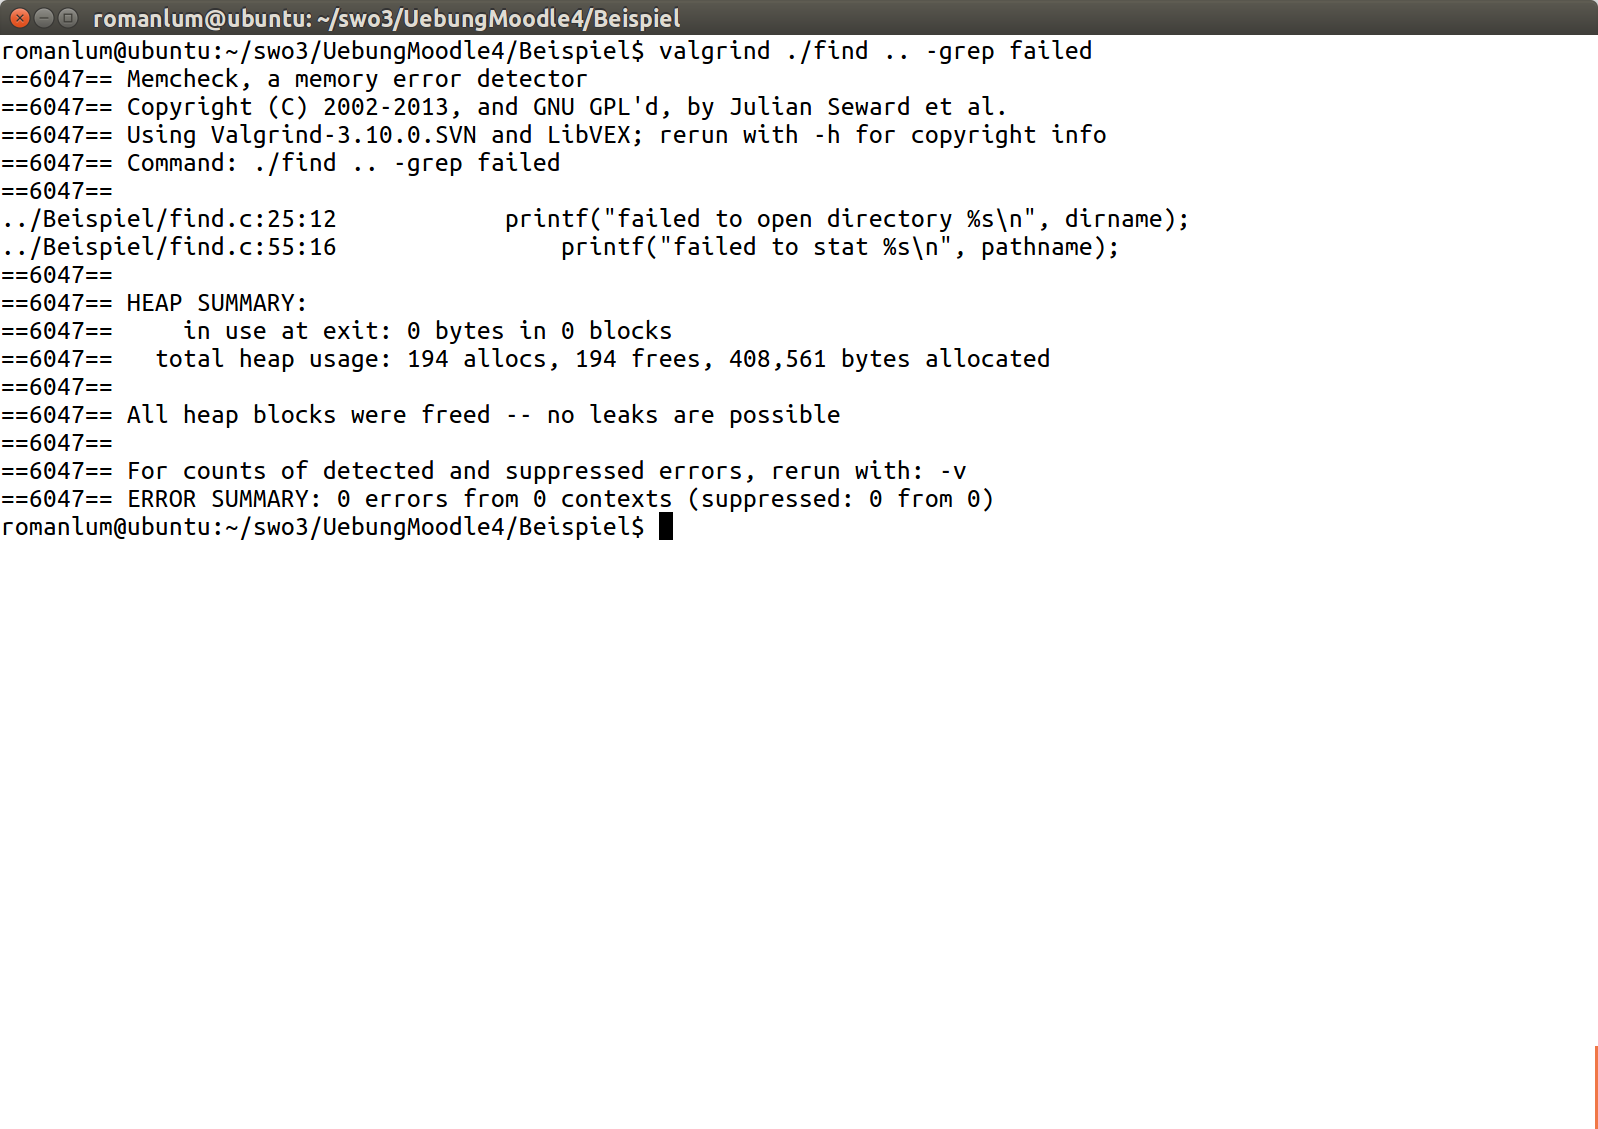 romanlum@ubuntu: ~/swo3/UebungMoodle4/Beispiel
romanlum@ubuntu:~/swo3/UebungMoodle4/Beispiel$ valgrind ./find .. -grep failed
==6047== Memcheck, a memory error detector
==6047== Copyright (C) 2002-2013, and GNU GPL'd, by Julian Seward et al.
==6047== Using Valgrind-3.10.0.SVN and LibVEX; rerun with -h for copyright info
==6047== Command: ./find .. -grep failed
==6047==
../Beispiel/find.c:25:12            printf("failed to open directory %s\n", dirname);
../Beispiel/find.c:55:16                printf("failed to stat %s\n", pathname);
==6047==
==6047== HEAP SUMMARY:
==6047==     in use at exit: 0 bytes in 0 blocks
==6047==   total heap usage: 194 allocs, 194 frees, 408,561 bytes allocated
==6047==
==6047== All heap blocks were freed -- no leaks are possible
==6047==
==6047== For counts of detected and suppressed errors, rerun with: -v
==6047== ERROR SUMMARY: 0 errors from 0 contexts (suppressed: 0 from 0)
romanlum@ubuntu:~/swo3/UebungMoodle4/Beispiel$